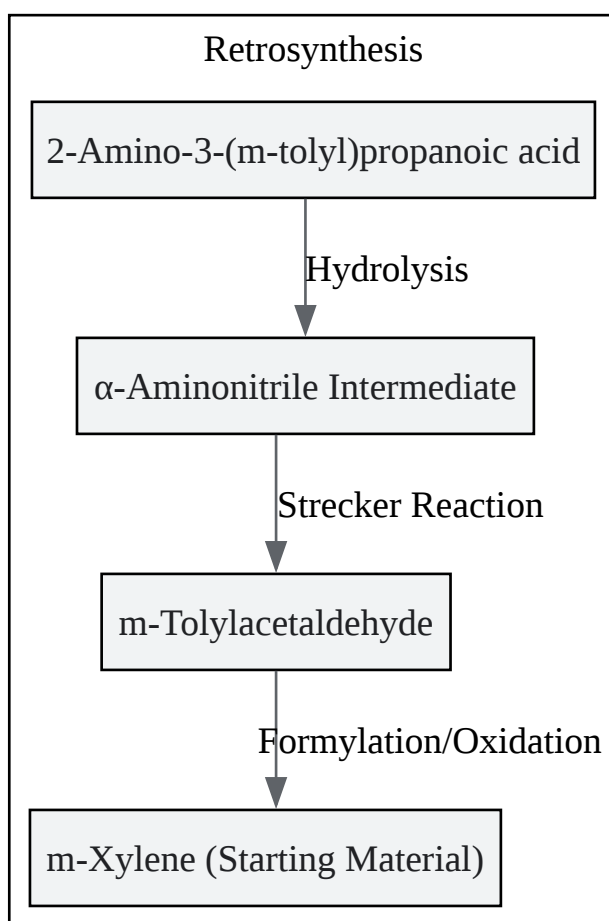 Retrosynthesis
2-Amino-3-(m-tolyl)propanoic acid
Hydrolysis
α-Aminonitrile Intermediate
Strecker Reaction
m-Tolylacetaldehyde
Formylation/Oxidation
m-Xylene (Starting Material)